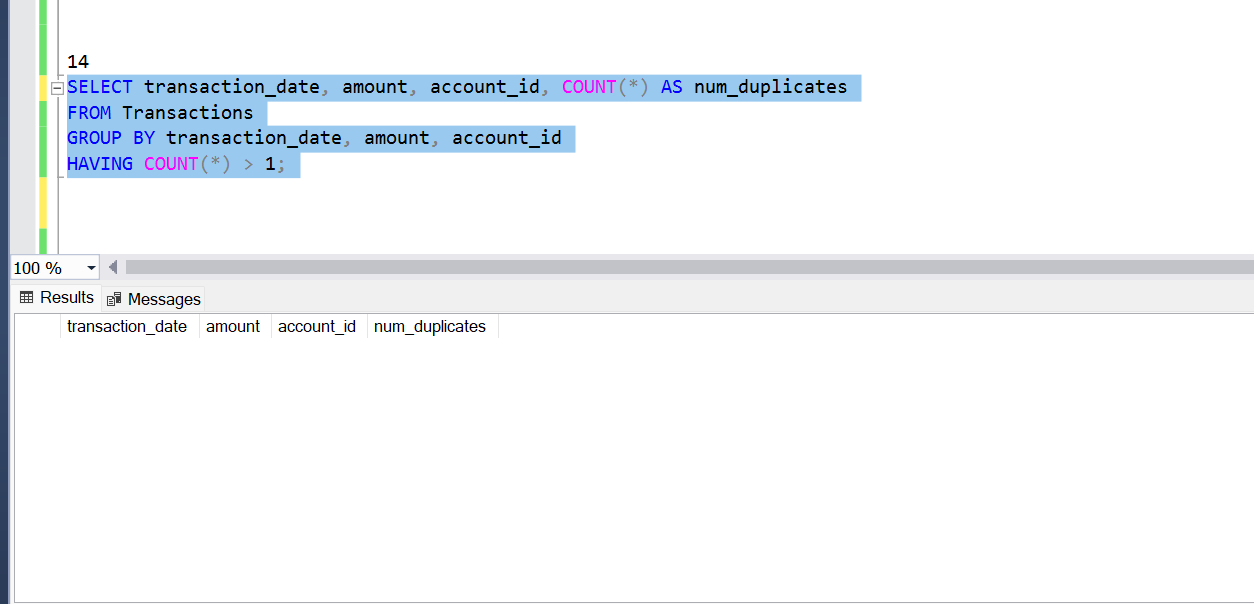 14
SELECT transaction_date, amount, account_id, COUNT(*) AS num_duplicates
FROM Transactions
GROUP BY transaction_date, amount, account_id
HAVING COUNT(*) > 1;
100 %
Results Messages
transaction_date amount account_id num_duplicates